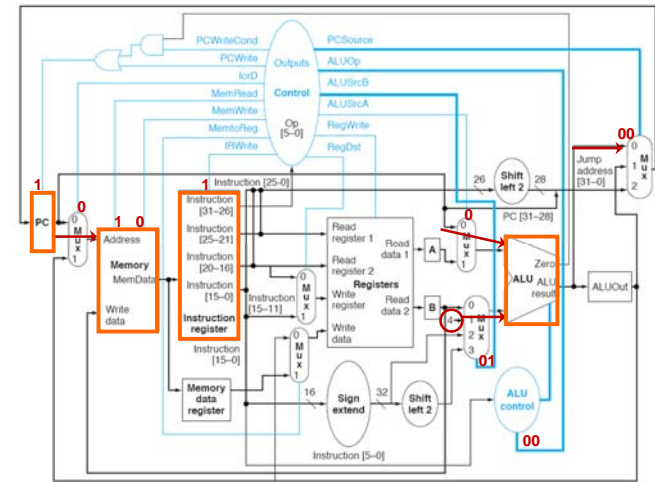 PCWriteCond
PCSource
PCWrite
Outputs
ALUOp
IorD
ALUSrcB
MemRead
Control
ALUSrcA
MemWrite
RegWrite
MemtoReg
Op
[5–0]
RegDst
IRWrite
00
0
1
2
M
u
x
Jump
address
[31–0]
26
Shift
left 2
28
Instruction [25-0]
PC [31–28]
1
PC
0
0
M
u
x
1
1 0
Address
Memory
MemData
Write
data
1
Instruction
[31–26]
Instruction
[25–21]
Instruction
[20–16]
Instruction
[15–0]
Instruction
register
Instruction
[15–11]
Instruction
[15–0]
0
M
u
x
1
0
M
u
x
1
Read
register 1
Read
register 2
Registers
Write
register
Write
data
Read
data 1
Read
data 2
A
B
0
0
M
u
x
1
4
0
1
2
3
M
u
x
01
Zero
ALU
ALU
result
ALUOut
Memory
data
register
16
Sign
extend
32
Shift
left 2
ALU
control
00
Instruction [5–0]